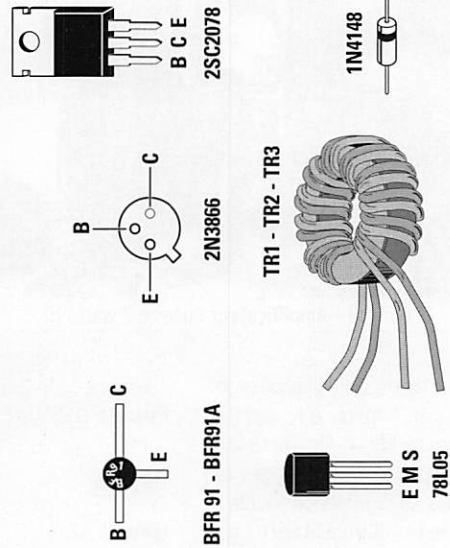 B
C
E
BFR 91 - BFR91A
B
E
C
2N3866
B C E
2SC2078
E M S
78L05
TR1 - TR2 - TR3
1N4148